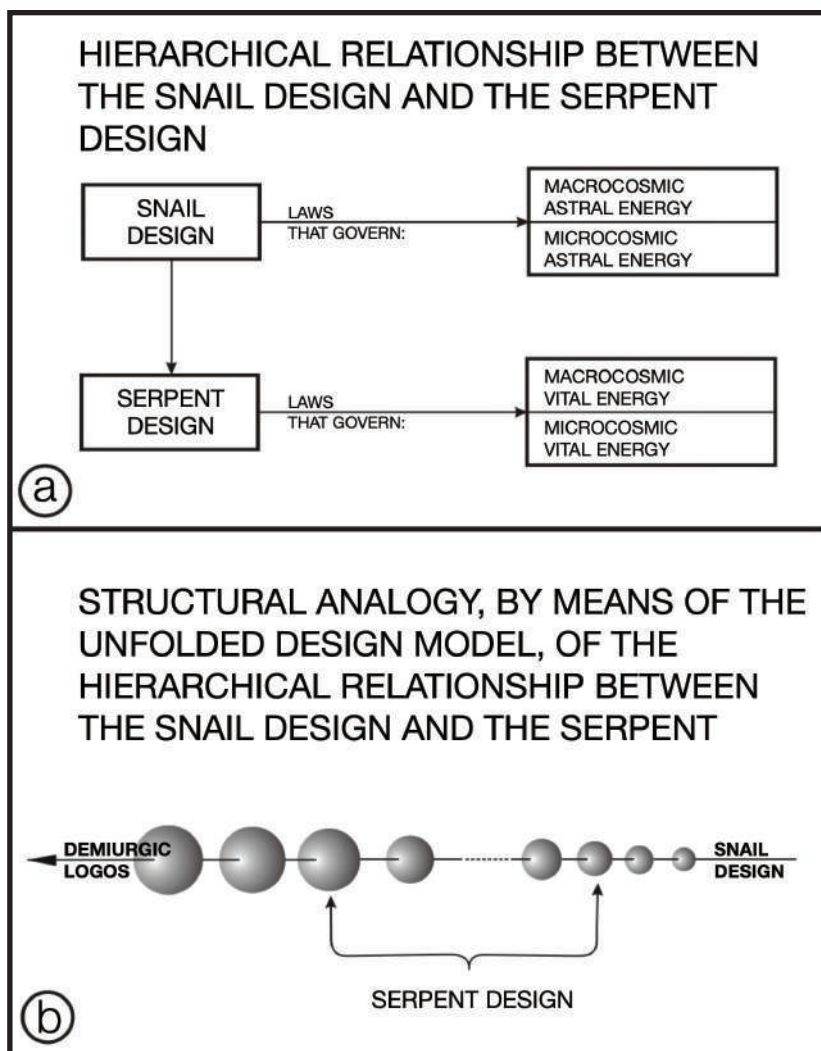 HIERARCHICAL RELATIONSHIP BETWEEN
THE SNAIL DESIGN AND THE SERPENT
DESIGN
SNAIL
DESIGN
LAWS
THAT GOVERN:
MACROCOSMIC
ASTRAL ENERGY
MICROCOSMIC
ASTRAL ENERGY
SERPENT
DESIGN
LAWS
THAT GOVERN:
MACROCOSMIC
VITAL ENERGY
MICROCOSMIC
VITAL ENERGY
a
STRUCTURAL ANALOGY, BY MEANS OF THE
UNFOLDED DESIGN MODEL, OF THE
HIERARCHICAL RELATIONSHIP BETWEEN
THE SNAIL DESIGN AND THE SERPENT
DEMIURGIC
LOGOS
SNAIL
DESIGN
SERPENT DESIGN
b